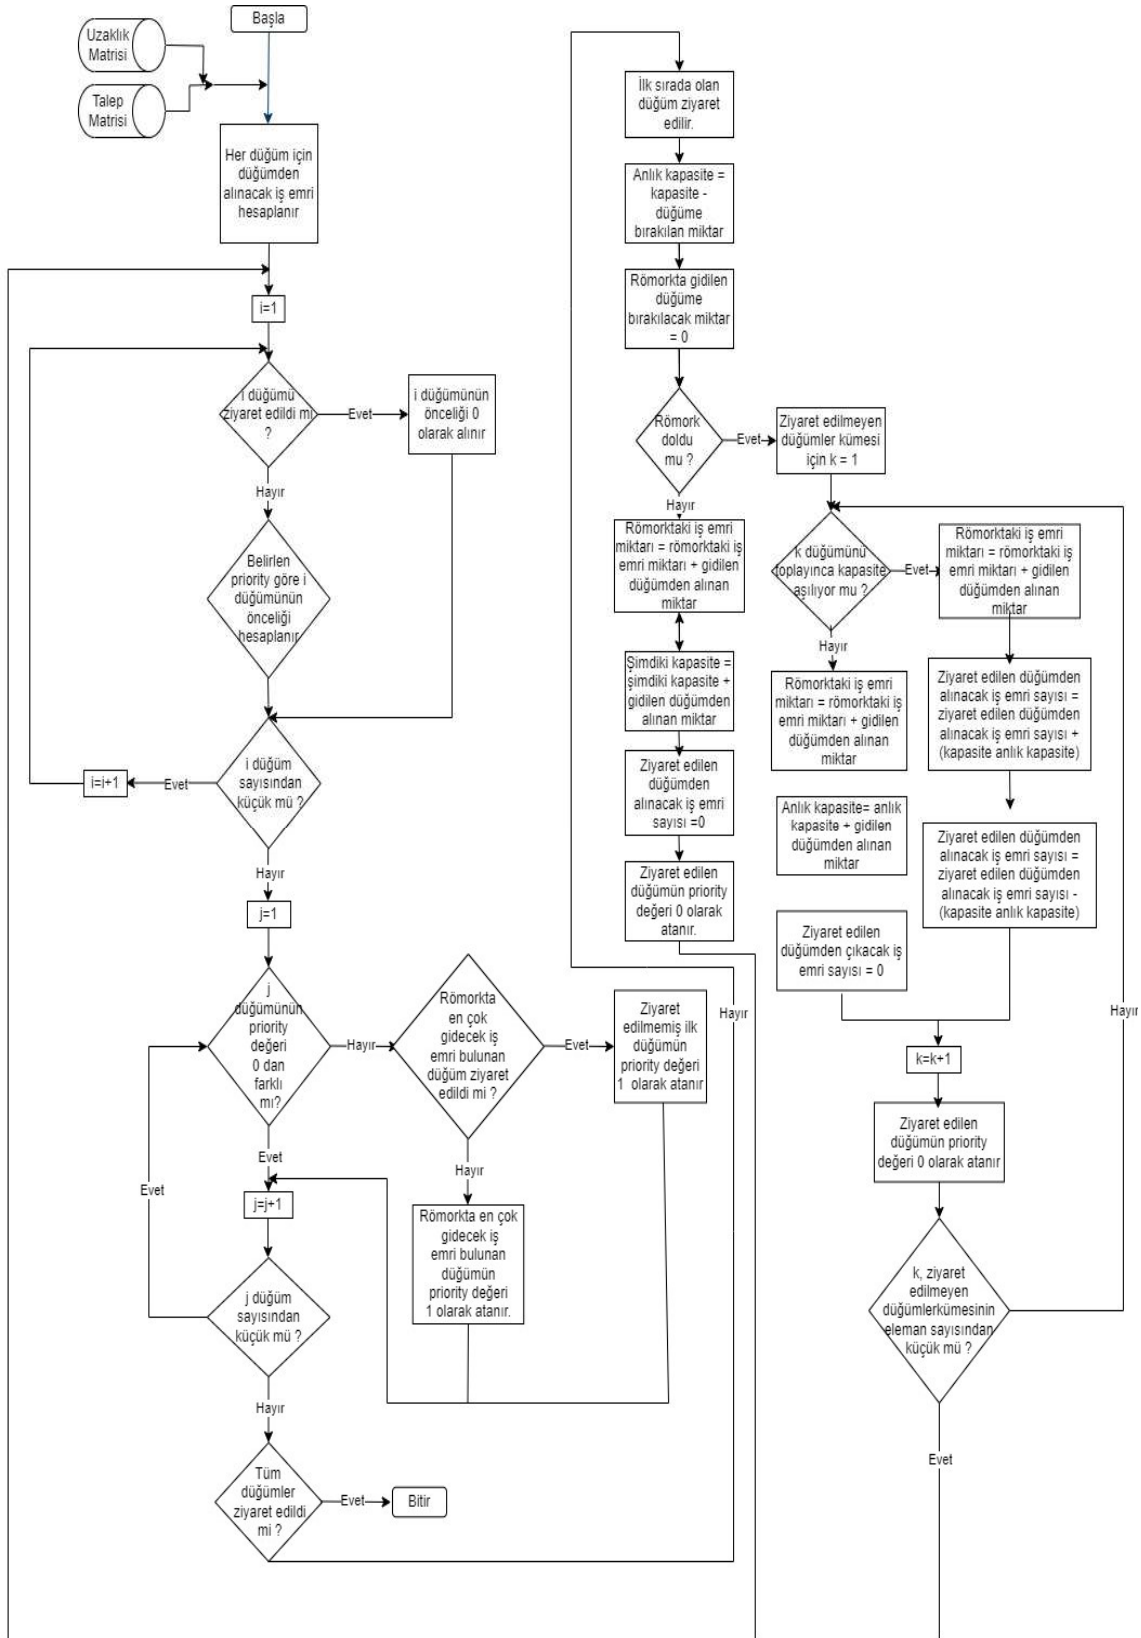 Başla
Uzaklık
Matrisi
Talep
Matrisi
Her düğüm için
düğümden
alınacak iş emri
hesaplanır
i=1
i düğümü
ziyaret edildi mi
?
Evet
i düğümünün
önceliği 0
olarak alınır
Hayır
Belirlen
priority göre i
düğümünün
önceliği
hesaplanır
i düğüm
sayısından
küçük mü ?
Evet
i=i+1
Hayır
j=1
j
düğümünün
priority
değeri
0 dan
farklı
mı?
Hayır
Römorkta
en çok
gidecek iş
emri bulunan
düğüm ziyaret
edildi mi ?
Evet
Ziyaret
edilmemiş ilk
düğümün
priority değeri
1 olarak atanır
Evet
Hayır
Evet
j=j+1
Römorkta en çok
gidecek iş
emri bulunan
düğümün
priority değeri
1 olarak atanır.
j düğüm
sayısından
küçük mü ?
Hayır
Tüm
düğümler
ziyaret edildi
mi ?
Evet
Bitir
Hayır
İlk sırada olan
düğüm ziyaret
edilir.
Anlık kapasite =
kapasite -
düğüme
bırakılan miktar
Römorkta gidilen
düğüme
bırakılacak miktar
= 0
Römork
doldu
mu ?
Evet
Ziyaret edilmeyen
düğümler kümesi
için k = 1
Hayır
Römorktaki iş emri
miktarı = römorktaki iş
emri miktarı + gidilen
düğümden alınan
miktar
Şimdiki kapasite =
şimdiki kapasite +
gidilen düğümden
alınan miktar
Ziyaret edilen
düğümden
alınacak iş emri
sayısı =0
Ziyaret edilen
düğümün priority
değeri 0 olarak
atanır.
k düğümünü
toplayınca kapasite
aşılıyor mu ?
Evet
Römorktaki iş emri
miktarı = römorktaki iş
emri miktarı + gidilen
düğümden alınan
miktar
Hayır
Römorktaki iş emri
miktarı = römorktaki iş
emri miktarı + gidilen
düğümden alınan
miktar
Ziyaret edilen düğümden
alınacak iş emri sayısı =
ziyaret edilen düğümden
alınacak iş emri sayısı +
(kapasite anlık kapasite)
Anlık kapasite= anlık
kapasite + gidilen
düğümden alınan
miktar
Ziyaret edilen düğümden
alınacak iş emri sayısı =
ziyaret edilen düğümden
alınacak iş emri sayısı -
(kapasite anlık kapasite)
Ziyaret edilen
düğümden çıkacak iş
emri sayısı = 0
k=k+1
Hayır
Ziyaret edilen
düğümün priority
değeri 0 olarak atanır
k, ziyaret
edilmeyen
düğümlerkümesinin
eleman sayısından
küçük mü ?
Evet